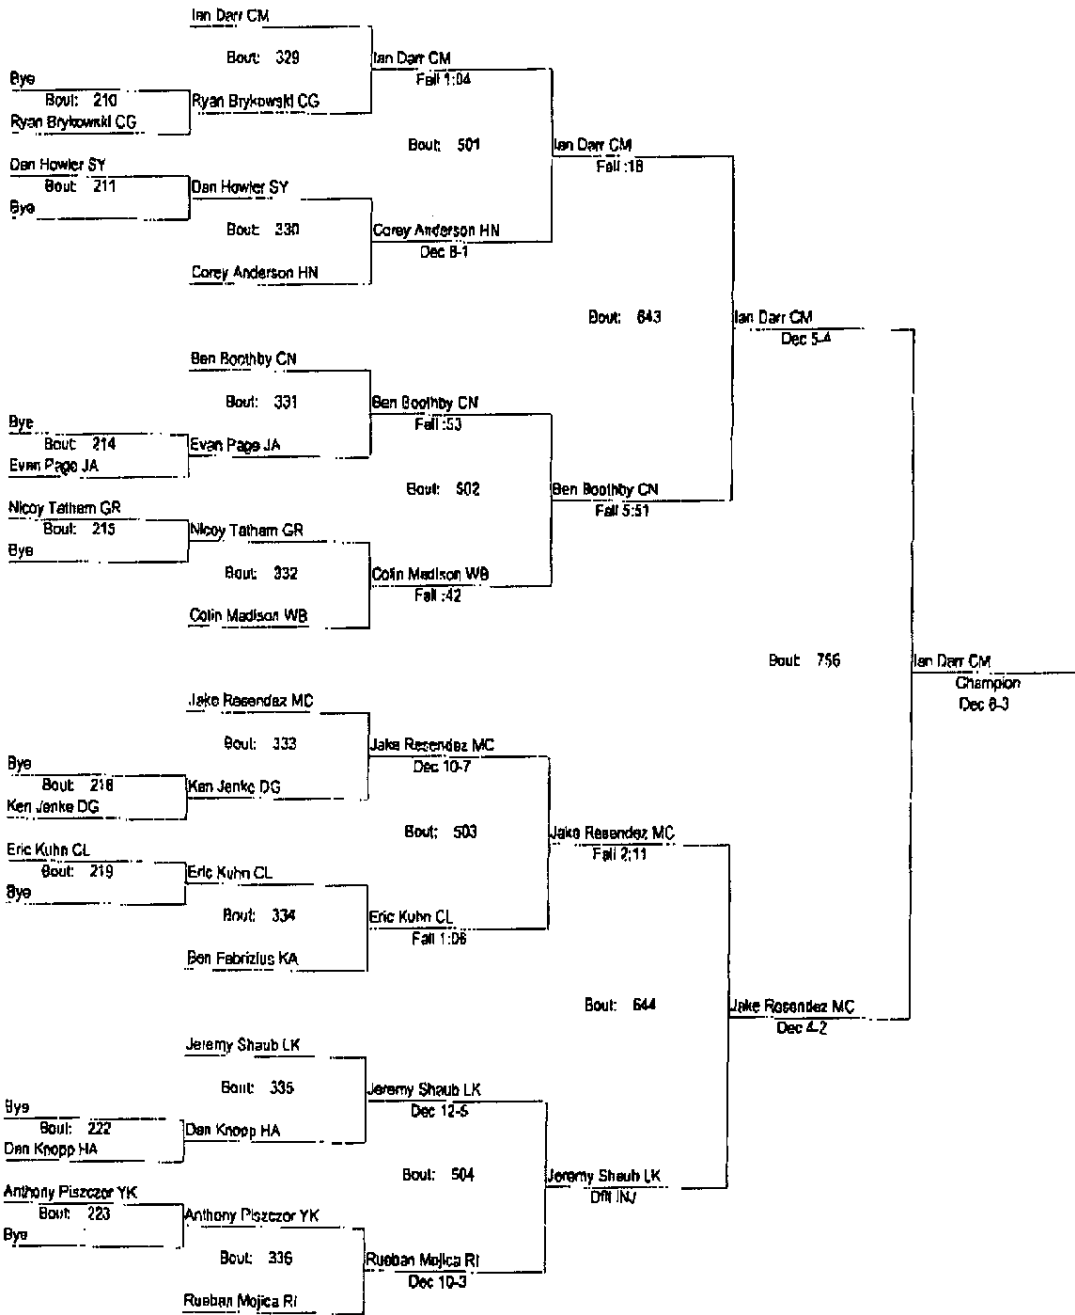 Ian Darr CM
Bout: 329
Ian Darr CM
Fall 1:04
Bye
Bout: 210
Ryan Brykowski CG
Ryan Brykowski CG
Bout: 501
Ian Darr CM
Fall :18
Dan Howler SY
Bout: 211
Dan Howler SY
Bye
Bout: 330
Corey Anderson HN
Dec 8-1
Corey Anderson HN
Bout: 643
Ian Darr CM
Dec 5-4
Ben Boothby CN
Bout: 331
Ben Boothby CN
Fall :53
Bye
Bout: 214
Evan Page JA
Evan Page JA
Bout: 502
Ben Boothby CN
Fall 5:51
Nicoy Tatham GR
Bout: 215
Nicoy Tatham GR
Bye
Bout: 332
Colin Madison WB
Fall :42
Colin Madison WB
Bout: 756
Ian Darr CM
Champion
Dec 8-3
Jake Resendez MC
Bout: 333
Jake Resendez MC
Dec 10-7
Bye
Bout: 218
Ken Jenke DG
Ken Jenke DG
Bout: 503
Jake Resendez MC
Fall 2:11
Eric Kuhn CL
Bout: 219
Eric Kuhn CL
Bye
Bout: 334
Eric Kuhn CL
Fall 1:06
Ben Fabrizius KA
Bout: 644
Jake Resendez MC
Dec 4-2
Jeremy Shaub LK
Bout: 335
Jeremy Shaub LK
Dec 12-5
Bye
Bout: 222
Dan Knopp HA
Dan Knopp HA
Bout: 504
Jeremy Shaub LK
Dflt INJ
Anthony Piszczor YK
Bout: 223
Anthony Piszczor YK
Bye
Bout: 336
Rueban Mojica RI
Dec 10-3
Rueban Mojica RI